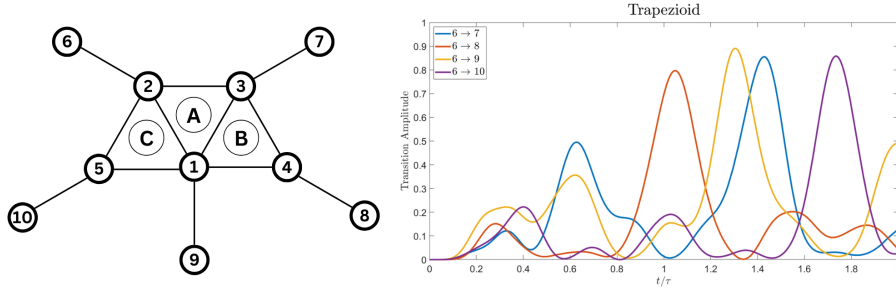 6
7
2
3
A
C
B
5
1
4
10
8
9
Trapezioid
Transition Amplitude
1
0.9
0.8
0.7
0.6
0.5
0.4
0.3
0.2
0.1
0
6 → 7
6 → 8
6 → 9
6 → 10
0 0.2 0.4 0.6 0.8 1 1.2 1.4 1.6 1.8
t/τ